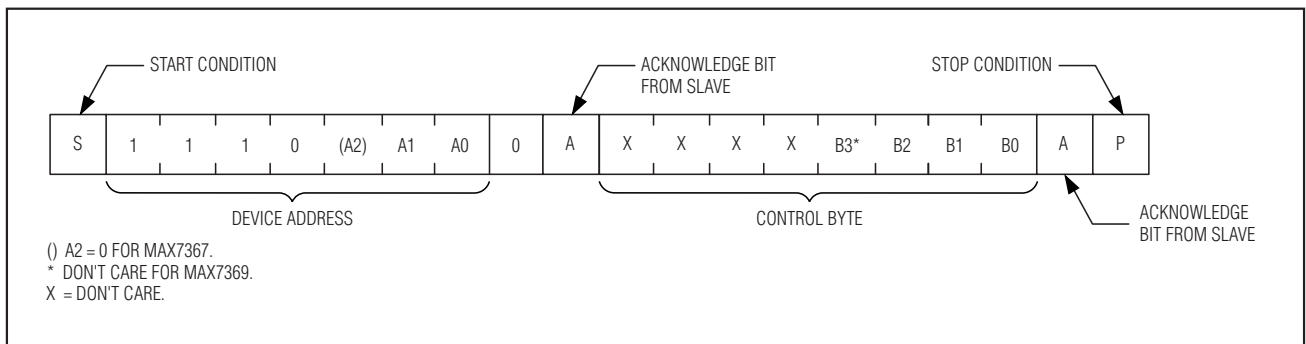 START CONDITION
ACKNOWLEDGE BIT
FROM SLAVE
STOP CONDITION
S 1 1 1 0 (A2) A1 A0 0 A X X X X B3* B2 B1 B0 A P
DEVICE ADDRESS
CONTROL BYTE
ACKNOWLEDGE
BIT FROM SLAVE
() A2 = 0 FOR MAX7367.
* DON'T CARE FOR MAX7369.
X = DON'T CARE.